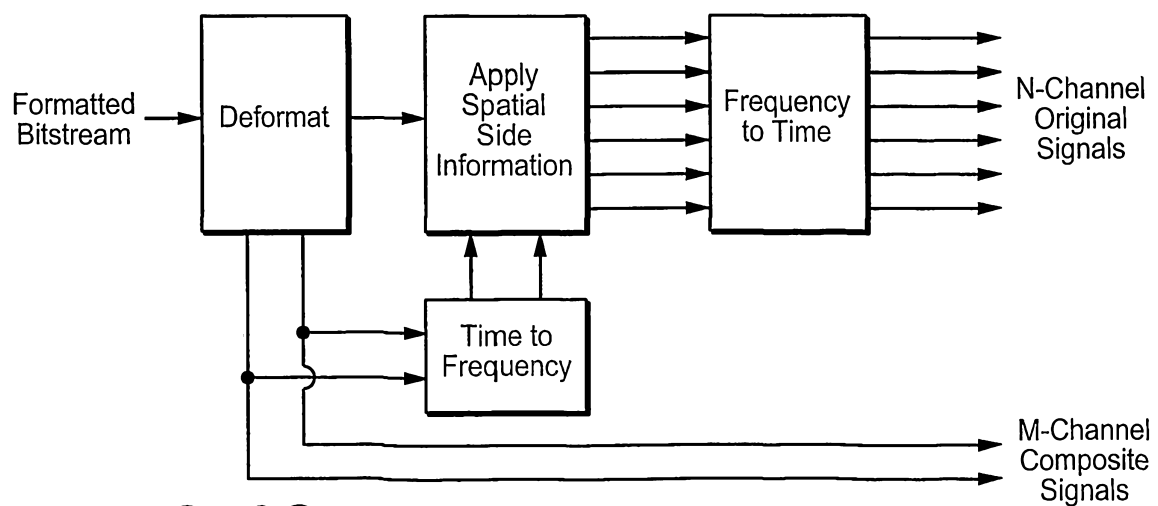 Formatted
Bitstream
Deformat
Apply
Spatial
Side
Information
Frequency
to Time
N-Channel
Original
Signals
Time to
Frequency
M-Channel
Composite
Signals